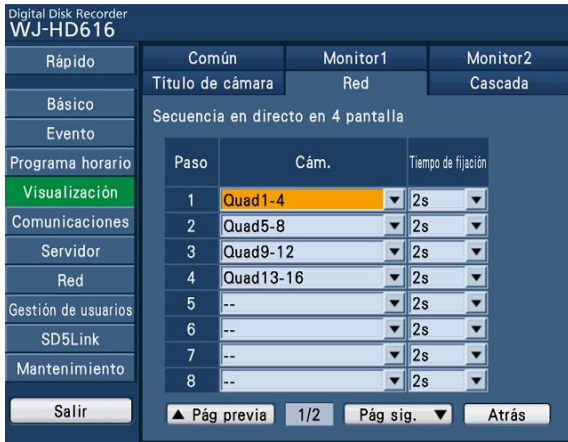 Digital Disk Recorder
WJ-HD616
Rápido
Básico
Evento
Programa horario
Visualización
Comunicaciones
Servidor
Red
Gestión de usuarios
SD5Link
Mantenimiento
Salir
Común Monitor1 Monitor2
Título de cámara Red Cascada
Secuencia en directo en 4 pantalla
Paso Cám. Tiempo de fijación
1 Quad1-4 2s
2 Quad5-8 2s
3 Quad9-12 2s
4 Quad13-16 2s
5 -- 2s
6 -- 2s
7 -- 2s
8 -- 2s
▲ Pág previa 1/2 Pág sig. ▼ Atrás